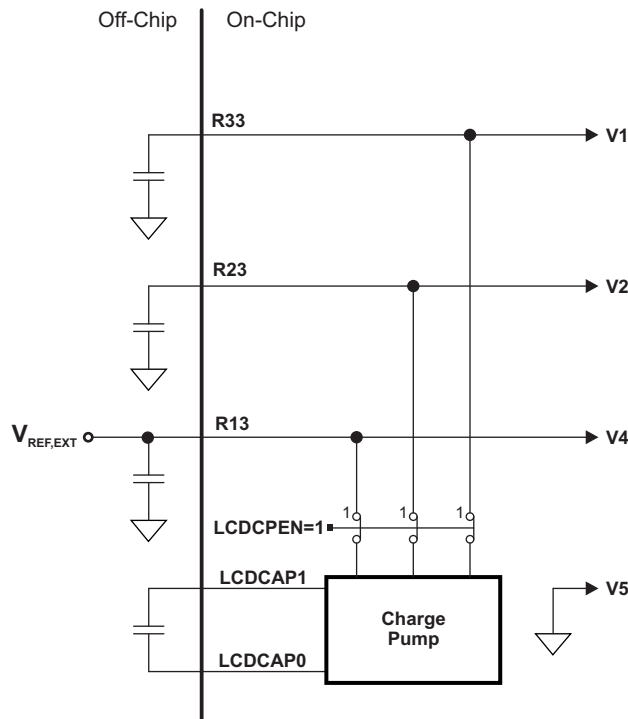 Off-Chip
On-Chip
R33
V1
R23
V2
VREF,EXT
R13
V4
1
1
1
LCDCPEN=1
LCDCAP1
V5
Charge
Pump
LCDCAP0